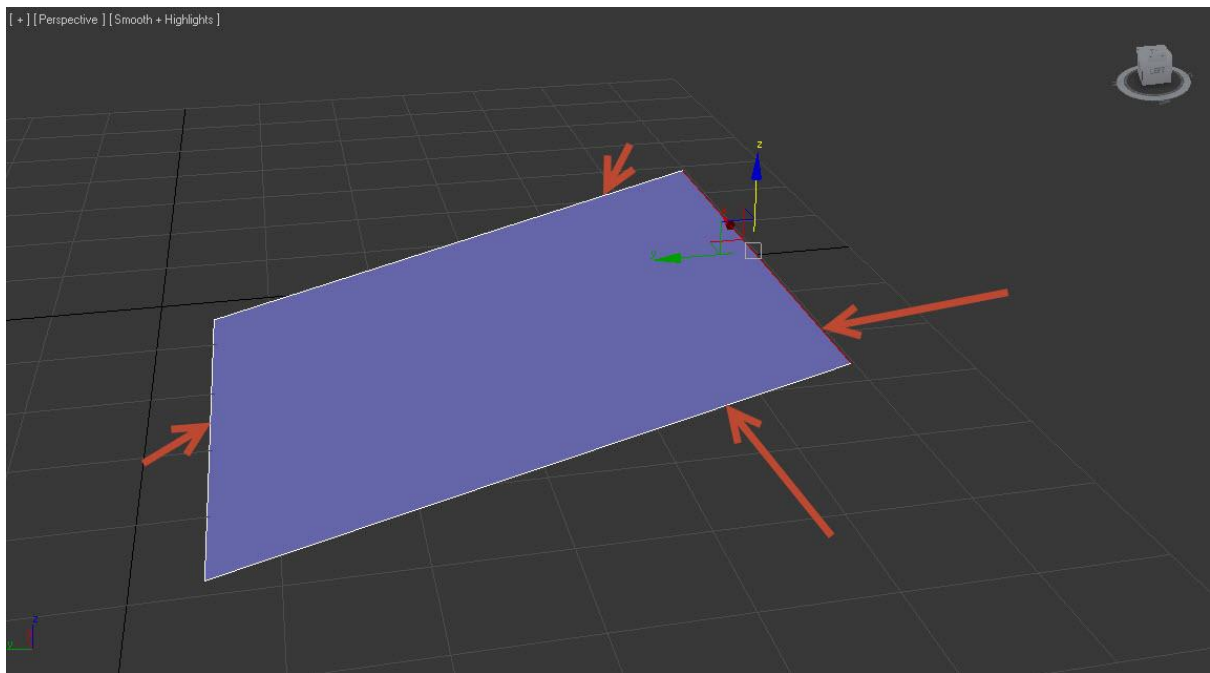 [ + ] [ Perspective ] [ Smooth + Highlights ]
z
y
z
y